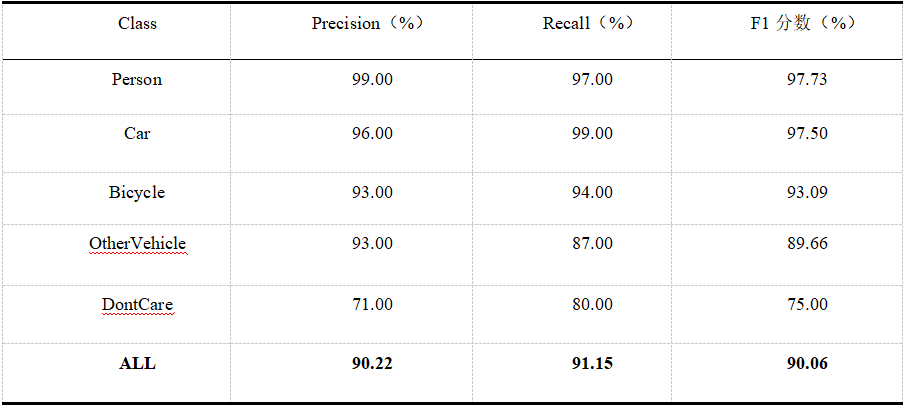 Class Precision（%） Recall（%） F1 分数（%）
Person 99.00 97.00 97.73
Car 96.00 99.00 97.50
Bicycle 93.00 94.00 93.09
OtherVehicle 93.00 87.00 89.66
DontCare 71.00 80.00 75.00
ALL 90.22 91.15 90.06